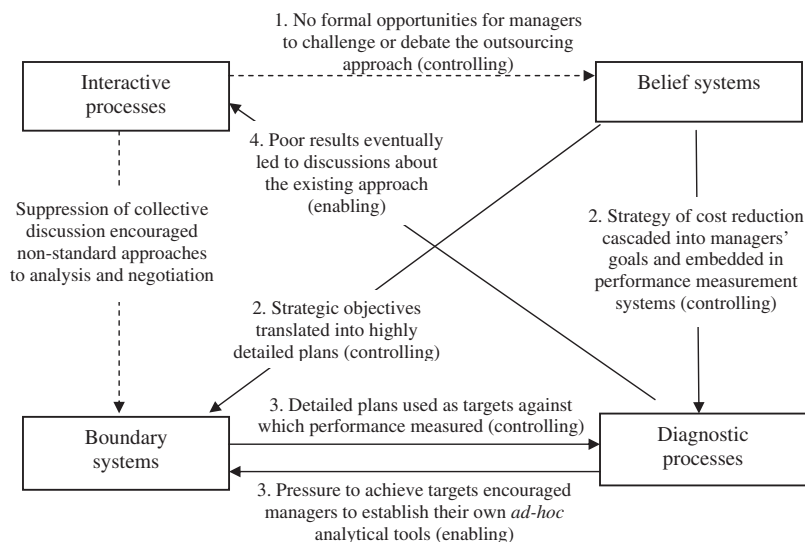 1. No formal opportunities for managers
to challenge or debate the outsourcing
approach (controlling)
Interactive
processes
Belief systems
4. Poor results eventually
led to discussions about
the existing approach
(enabling)
Suppression of collective
discussion encouraged
non-standard approaches
to analysis and negotiation
2. Strategy of cost reduction
cascaded into managers’
goals and embedded in
performance measurement
systems (controlling)
2. Strategic objectives
translated into highly
detailed plans (controlling)
Boundary
systems
3. Detailed plans used as targets against
which performance measured (controlling)
Diagnostic
processes
3. Pressure to achieve targets encouraged
managers to establish their own ad-hoc
analytical tools (enabling)